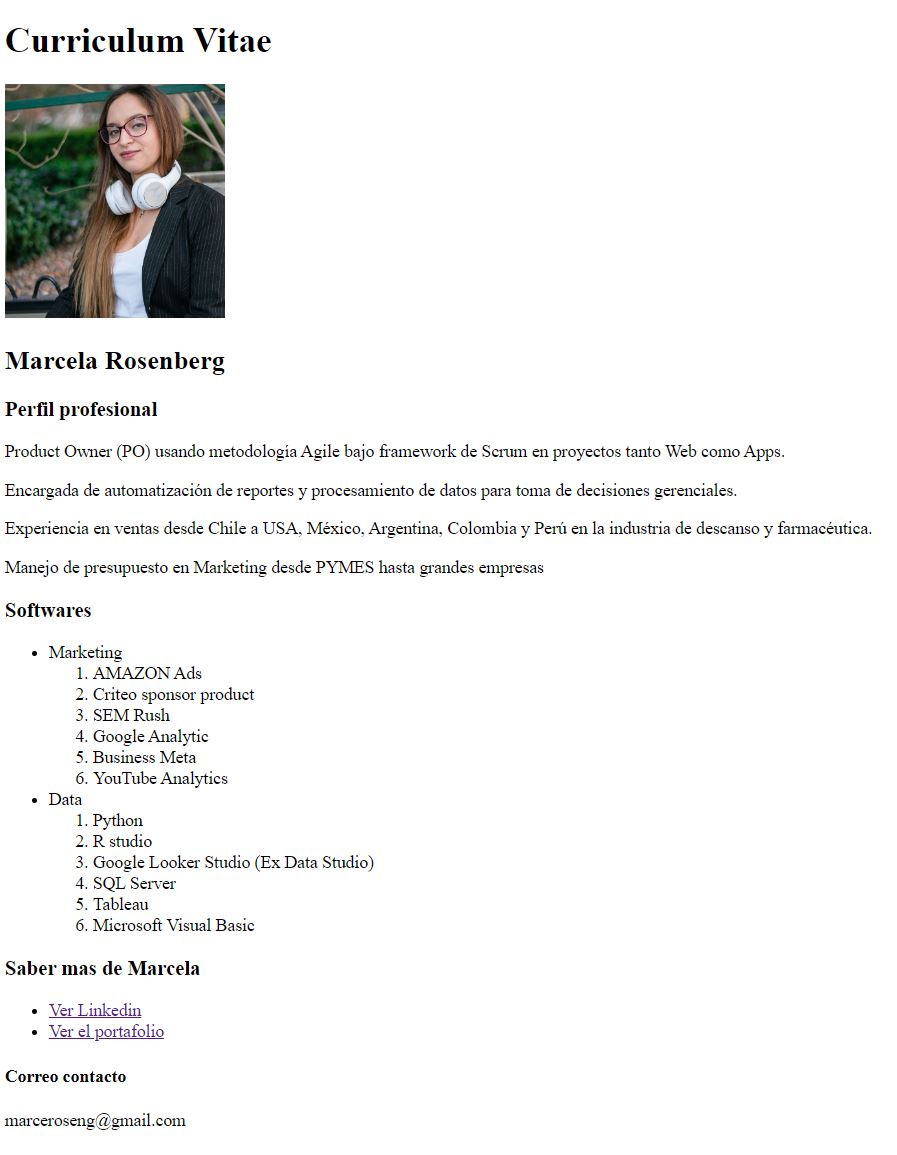 Curriculum Vitae
Marcela Rosenberg
Perfil profesional
Product Owner (PO) usando metodología Agile bajo framework de Scrum en proyectos tanto Web como Apps.
Encargada de automatización de reportes y procesamiento de datos para toma de decisiones gerenciales.
Experiencia en ventas desde Chile a USA, México, Argentina, Colombia y Perú en la industria de descanso y farmacéutica.
Manejo de presupuesto en Marketing desde PYMES hasta grandes empresas
Softwares
• Marketing
1. AMAZON Ads
2. Criteo sponsor product
3. SEM Rush
4. Google Analytic
5. Business Meta
6. YouTube Analytics
• Data
1. Python
2. R studio
3. Google Looker Studio (Ex Data Studio)
4. SQL Server
5. Tableau
6. Microsoft Visual Basic
Saber mas de Marcela
• Ver Linkedin
• Ver el portafolio
Correo contacto
marceroseng@gmail.com